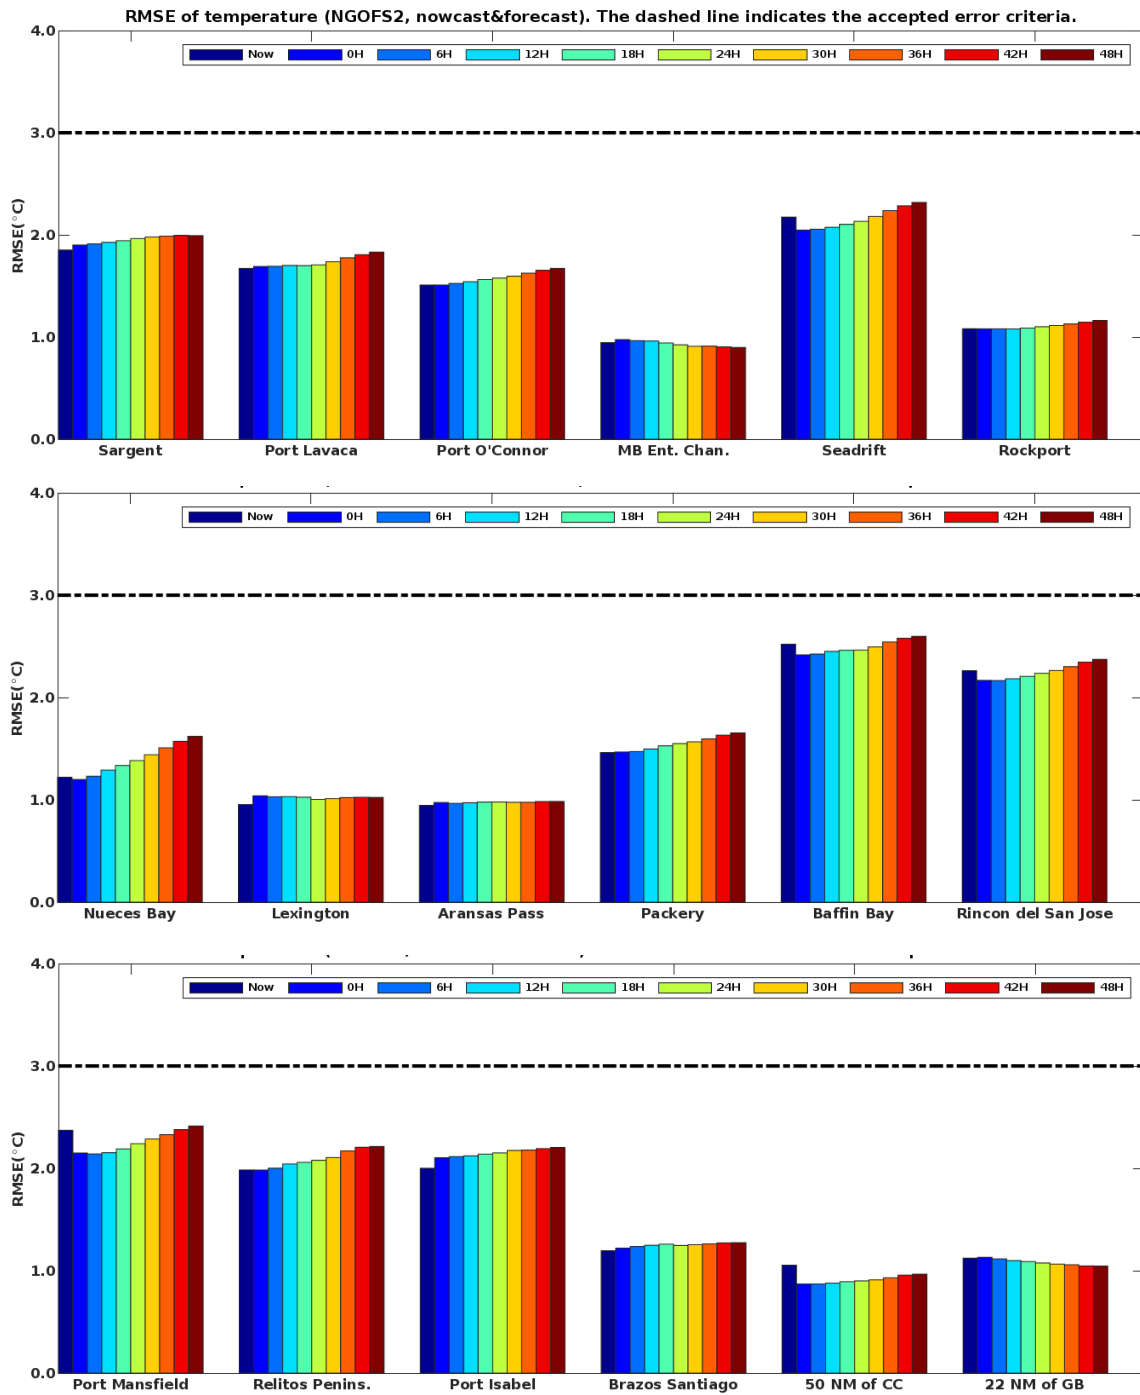 RMSE of temperature (NGOFS2, nowcast&forecast). The dashed line indicates the accepted error criteria.
4.0
Now 0H 6H 12H 18H 24H 30H 36H 42H 48H
3.0
2.0
RMSE(°C)
1.0
0.0
Sargent Port Lavaca Port O'Connor MB Ent. Chan. Seadrift Rockport
4.0
Now 0H 6H 12H 18H 24H 30H 36H 42H 48H
3.0
2.0
RMSE(°C)
1.0
0.0
Nueces Bay Lexington Aransas Pass Packery Baffin Bay Rincon del San Jose
4.0
Now 0H 6H 12H 18H 24H 30H 36H 42H 48H
3.0
2.0
RMSE(°C)
1.0
0.0
Port Mansfield Relitos Penins. Port Isabel Brazos Santiago 50 NM of CC 22 NM of GB